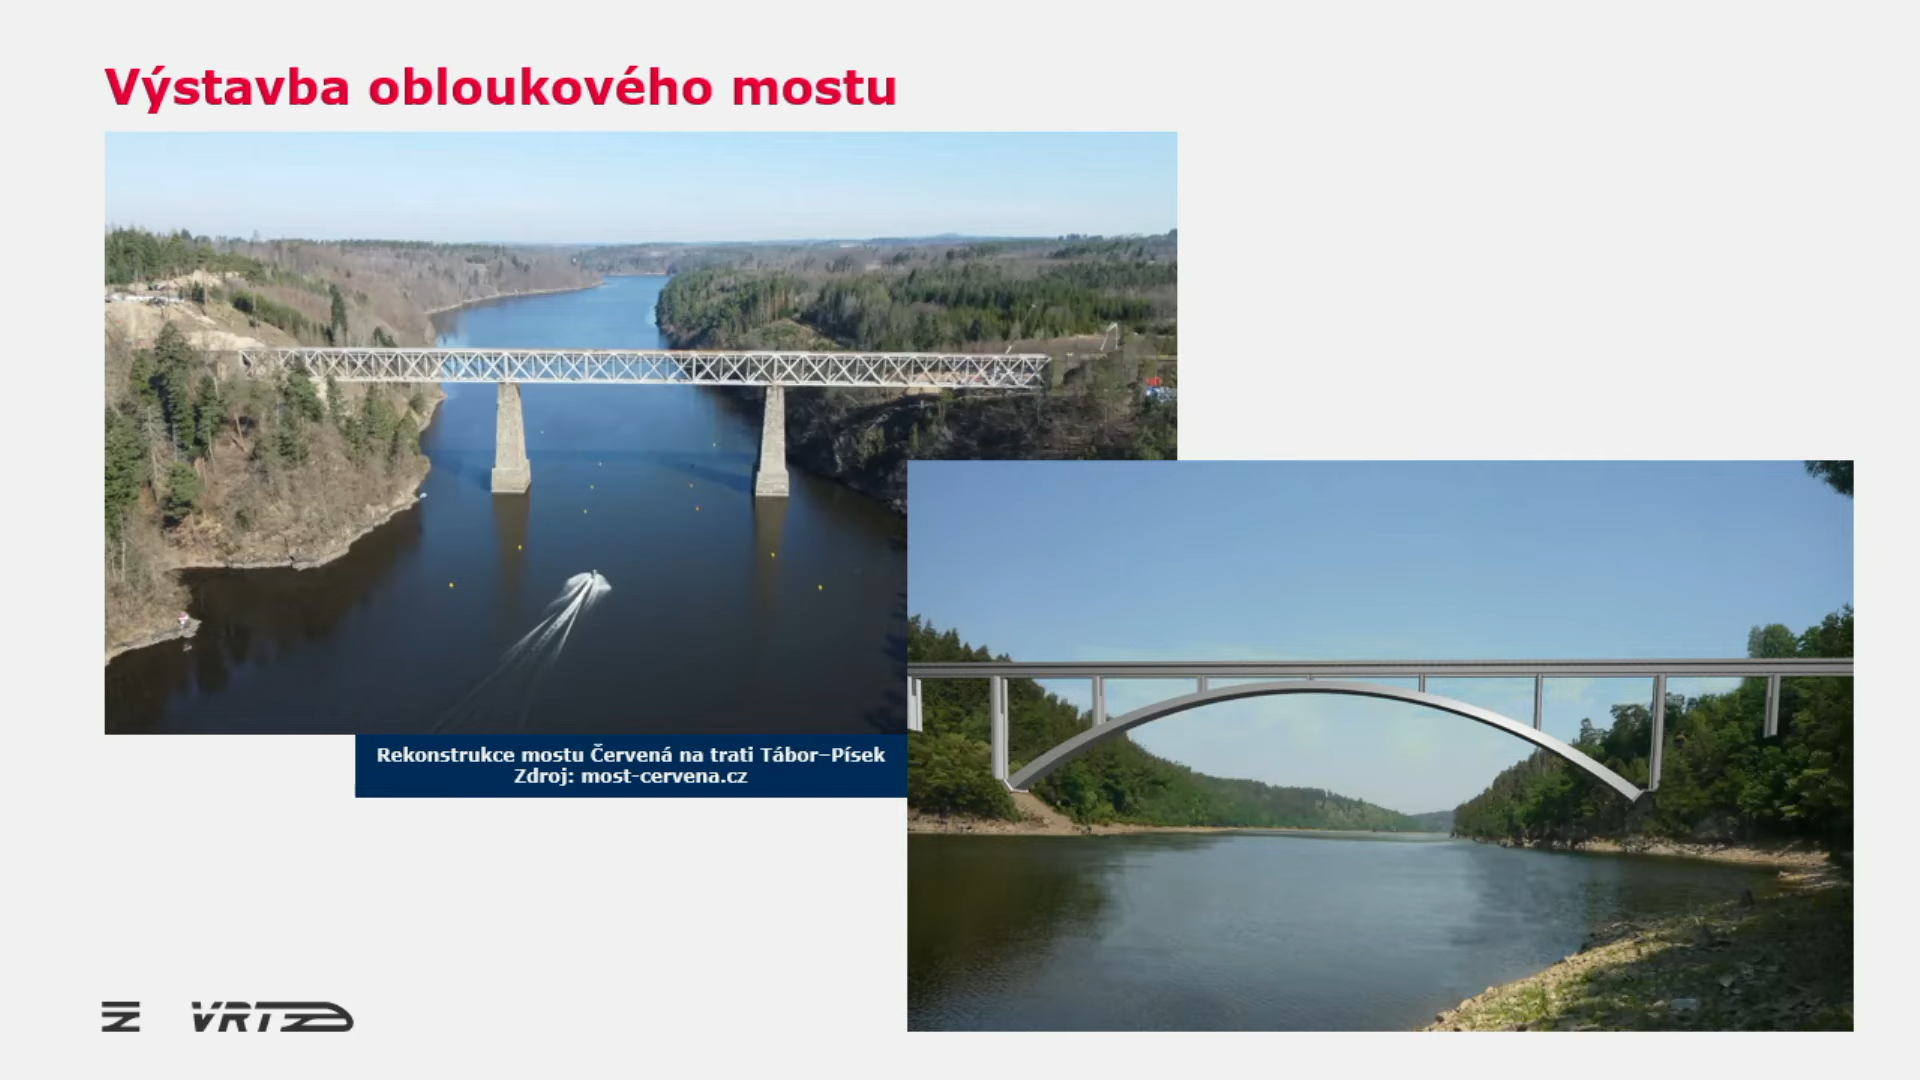 Výstavba obloukového mostu
Rekonstrukce mostu Červená na trati Tábor–Písek
Zdroj: most-cervena.cz
VRT